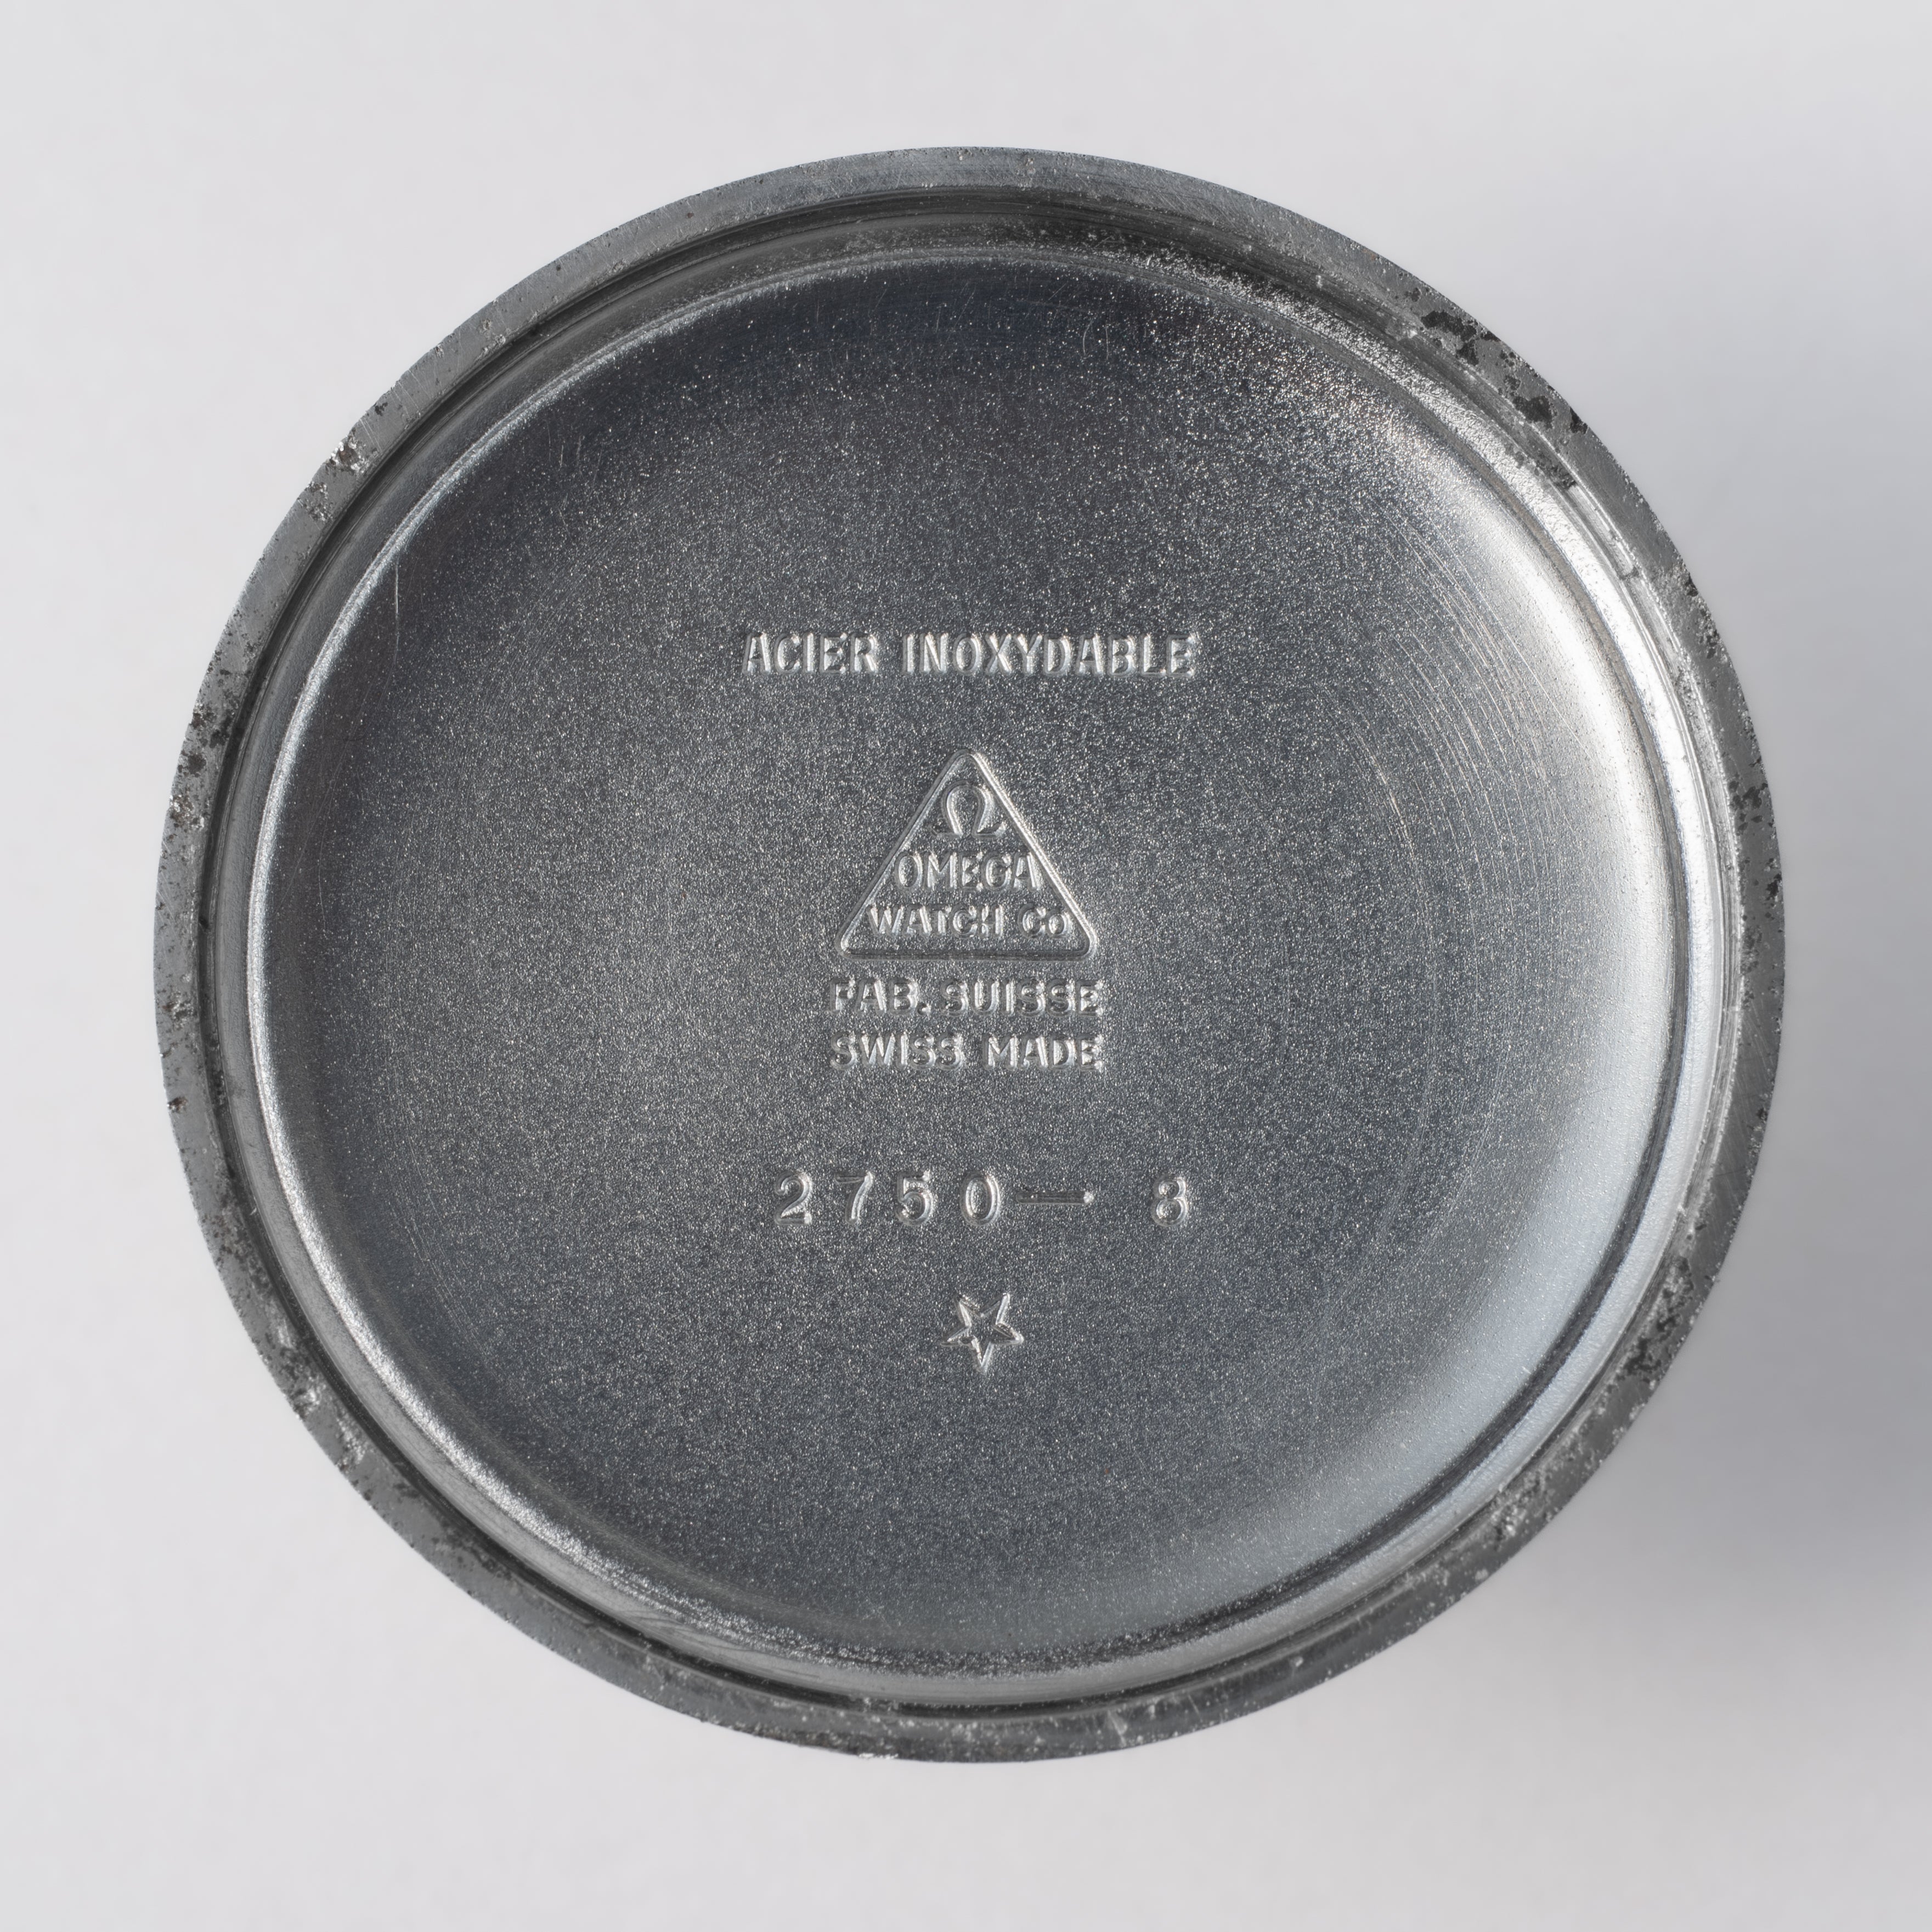 ACIER INOXYDABLE
Ω
OMEGA
WATCH Co
FAB. SUISSE
SWISS MADE
2750— 8